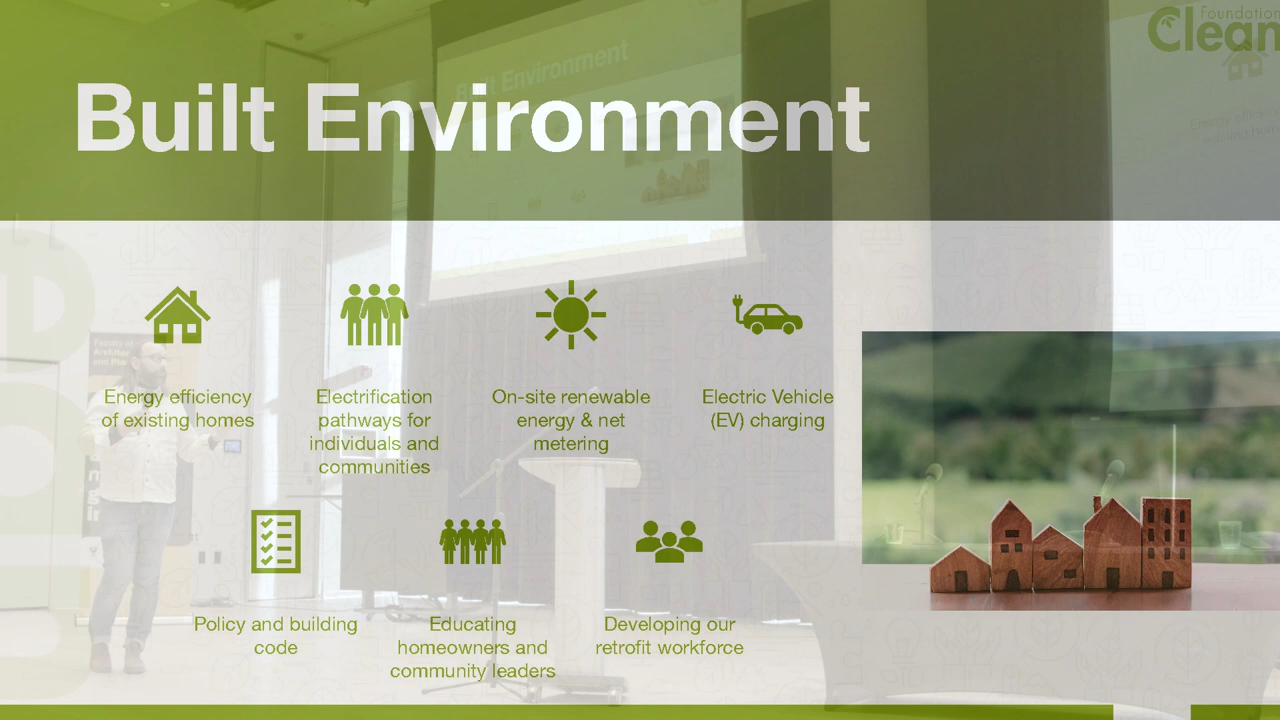 Foundation
Clean
Built Environment
Built Environment
Energy efficiency
of existing homes
Electrification
pathways for
individuals and
communities
On-site renewable
energy & net
metering
Electric Vehicle
(EV) charging
Policy and building
code
Educating
homeowners and
community leaders
Developing our
retrofit workforce